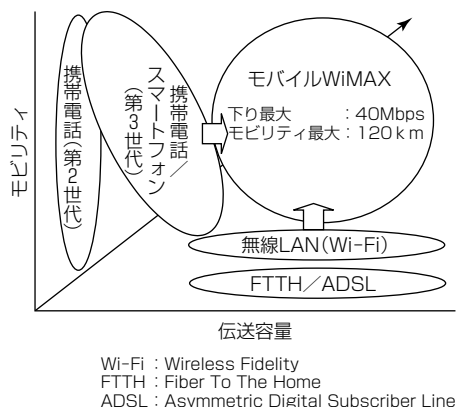 モビリティ
携帯電話(第2世代)
携帯電話／
スマートフォン
(第3世代)
モバイルWiMAX
下り最大　　　：40Mbps
モビリティ最大：120km
無線LAN(Wi-Fi)
FTTH／ADSL
伝送容量
Wi-Fi：Wireless Fidelity
FTTH：Fiber To The Home
ADSL：Asymmetric Digital Subscriber Line